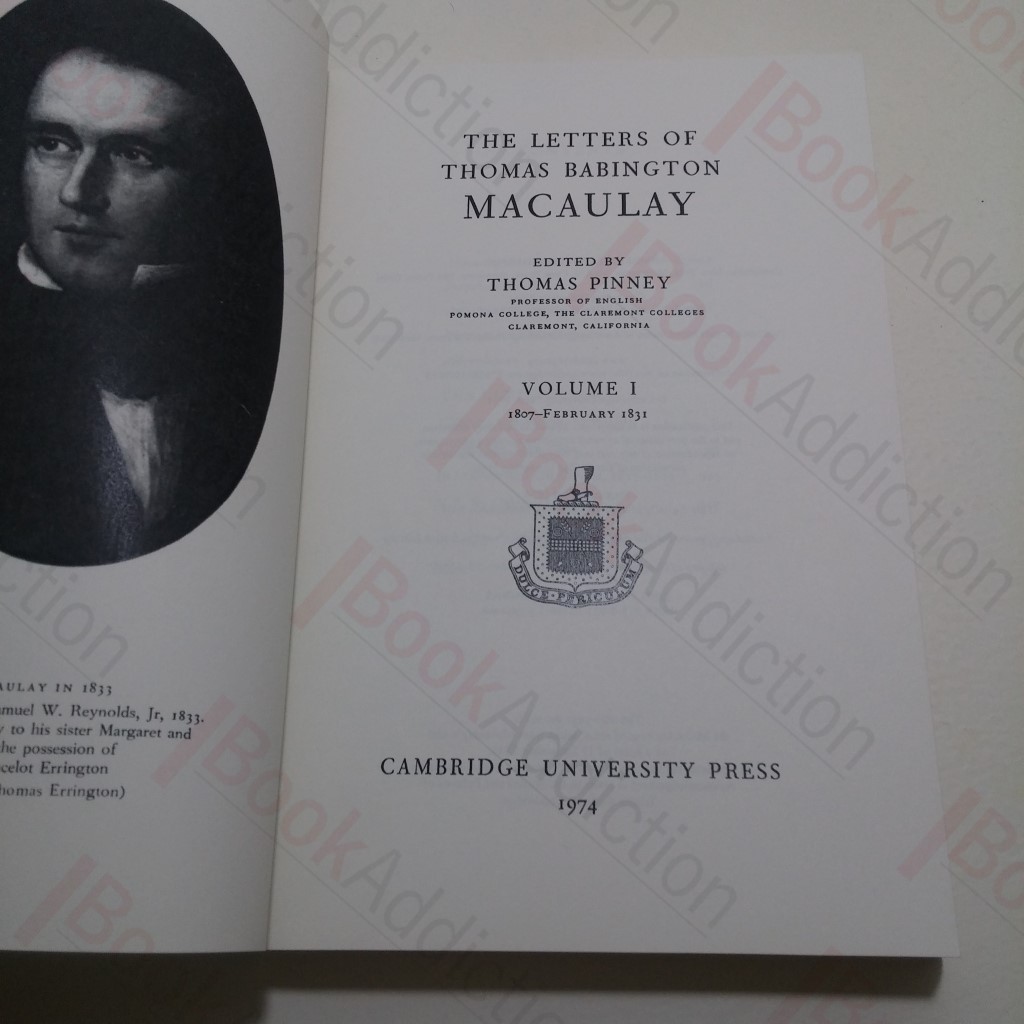 AULAY IN 1833
muel W. Reynolds, Jr, 1833.
y to his sister Margaret and
he possession of
celot Errington
homas Errington)
THE LETTERS OF
THOMAS BABINGTON
MACAULAY
EDITED BY
THOMAS PINNEY
PROFESSOR OF ENGLISH
POMONA COLLEGE, THE CLAREMONT COLLEGES
CLAREMONT, CALIFORNIA
VOLUME I
1807–FEBRUARY 1831
DULCE·PERICULUM
CAMBRIDGE UNIVERSITY PRESS
1974
BookAddiction